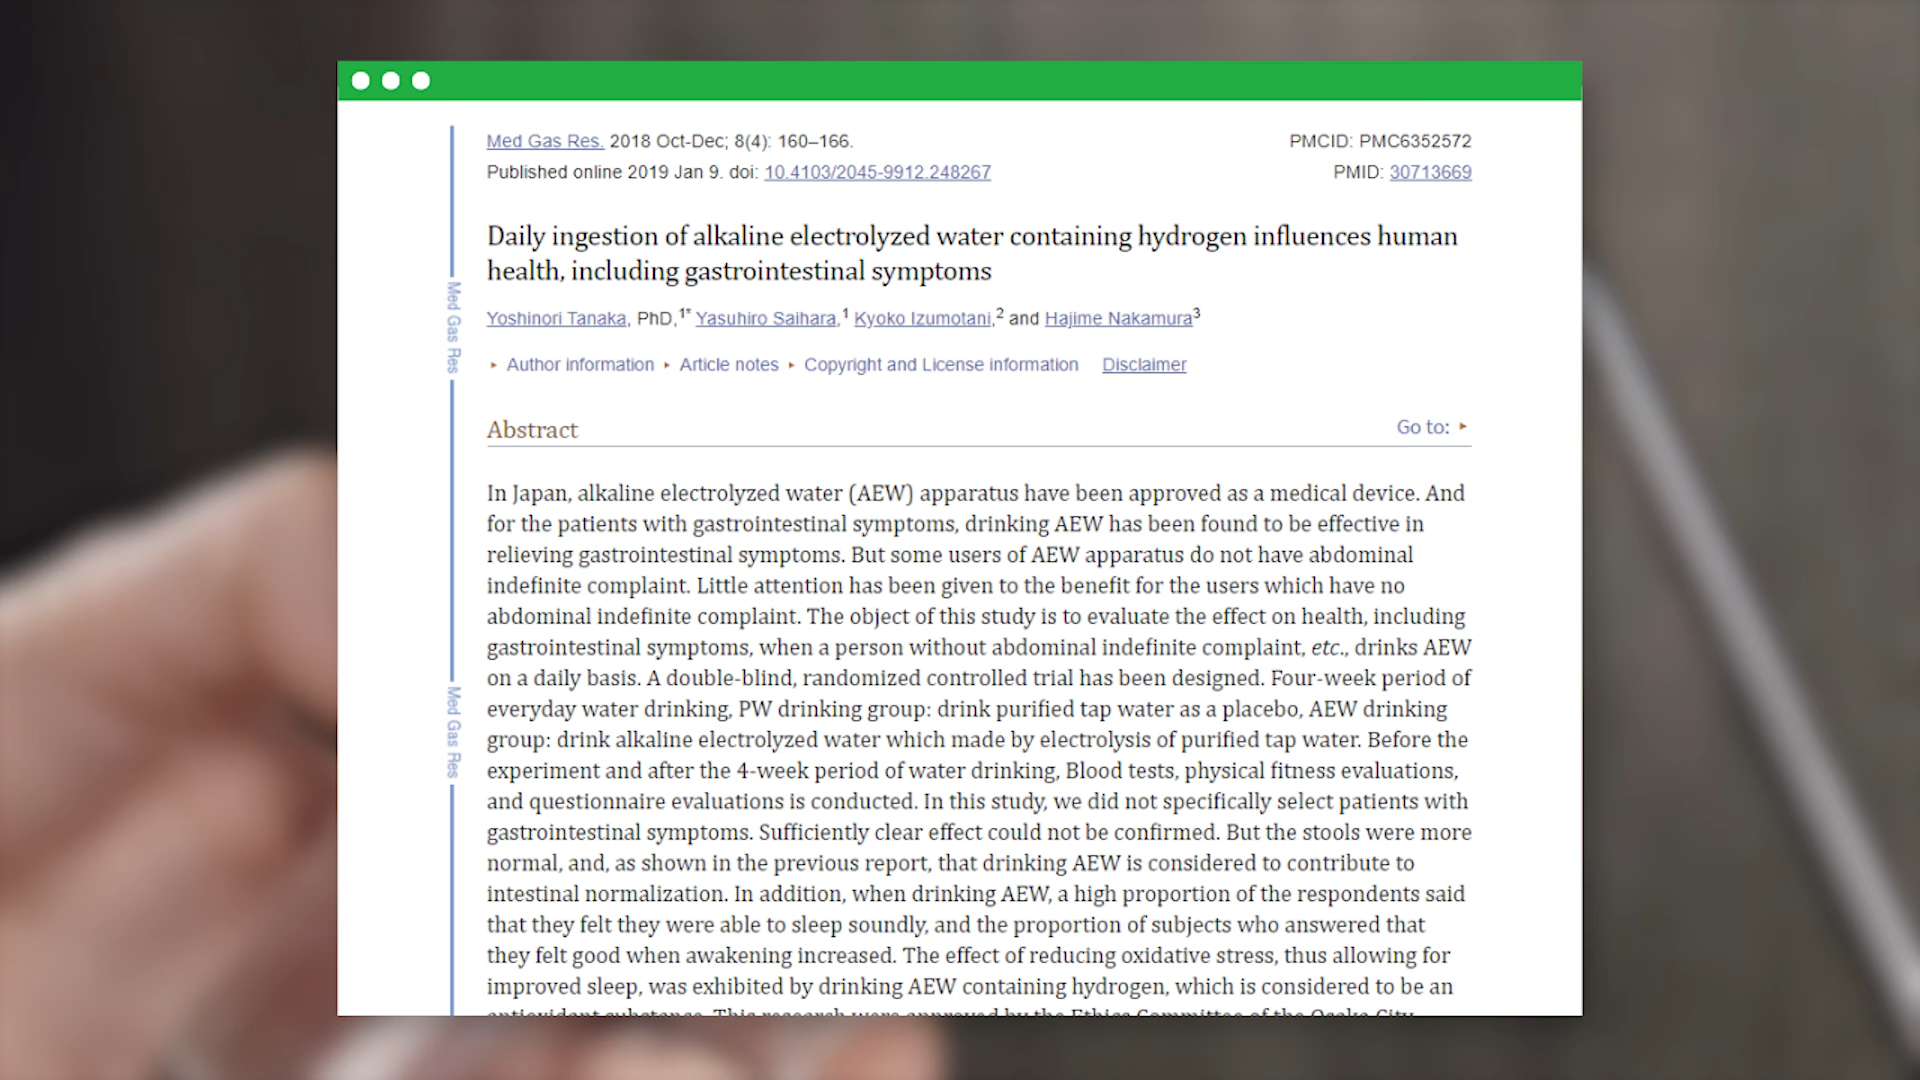 Med Gas Res. 2018 Oct-Dec; 8(4): 160–166.
PMCID: PMC6352572
Published online 2019 Jan 9. doi: 10.4103/2045-9912.248267
PMID: 30713669
Daily ingestion of alkaline electrolyzed water containing hydrogen influences human
health, including gastrointestinal symptoms
Yoshinori Tanaka, PhD,1* Yasuhiro Saihara,1 Kyoko Izumotani,2 and Hajime Nakamura3
▸ Author information ▸ Article notes ▸ Copyright and License information Disclaimer
Abstract
Go to: ▸
In Japan, alkaline electrolyzed water (AEW) apparatus have been approved as a medical device. And
for the patients with gastrointestinal symptoms, drinking AEW has been found to be effective in
relieving gastrointestinal symptoms. But some users of AEW apparatus do not have abdominal
indefinite complaint. Little attention has been given to the benefit for the users which have no
abdominal indefinite complaint. The object of this study is to evaluate the effect on health, including
gastrointestinal symptoms, when a person without abdominal indefinite complaint, etc., drinks AEW
on a daily basis. A double-blind, randomized controlled trial has been designed. Four-week period of
everyday water drinking, PW drinking group: drink purified tap water as a placebo, AEW drinking
group: drink alkaline electrolyzed water which made by electrolysis of purified tap water. Before the
experiment and after the 4-week period of water drinking, Blood tests, physical fitness evaluations,
and questionnaire evaluations is conducted. In this study, we did not specifically select patients with
gastrointestinal symptoms. Sufficiently clear effect could not be confirmed. But the stools were more
normal, and, as shown in the previous report, that drinking AEW is considered to contribute to
intestinal normalization. In addition, when drinking AEW, a high proportion of the respondents said
that they felt they were able to sleep soundly, and the proportion of subjects who answered that
they felt good when awakening increased. The effect of reducing oxidative stress, thus allowing for
improved sleep, was exhibited by drinking AEW containing hydrogen, which is considered to be an
antioxidant substance. This research were approved by the Ethics Committee of the Osaka City
Med Gas Res
Med Gas Res